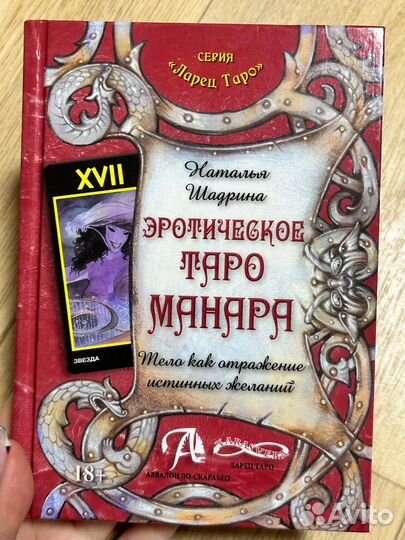 СЕРИЯ
«Ларец Таро»
Наталья
Шадрина
XVII
ЭРОТИЧЕСКОЕ
ТАРО
МАНАРА
ЗВЕЗДА
Тело как отражение
истинных желаний
АВВАЛОН-ЛО СКАРАБЕО
ЛАРЕЦ ТАРО
18+
Avito